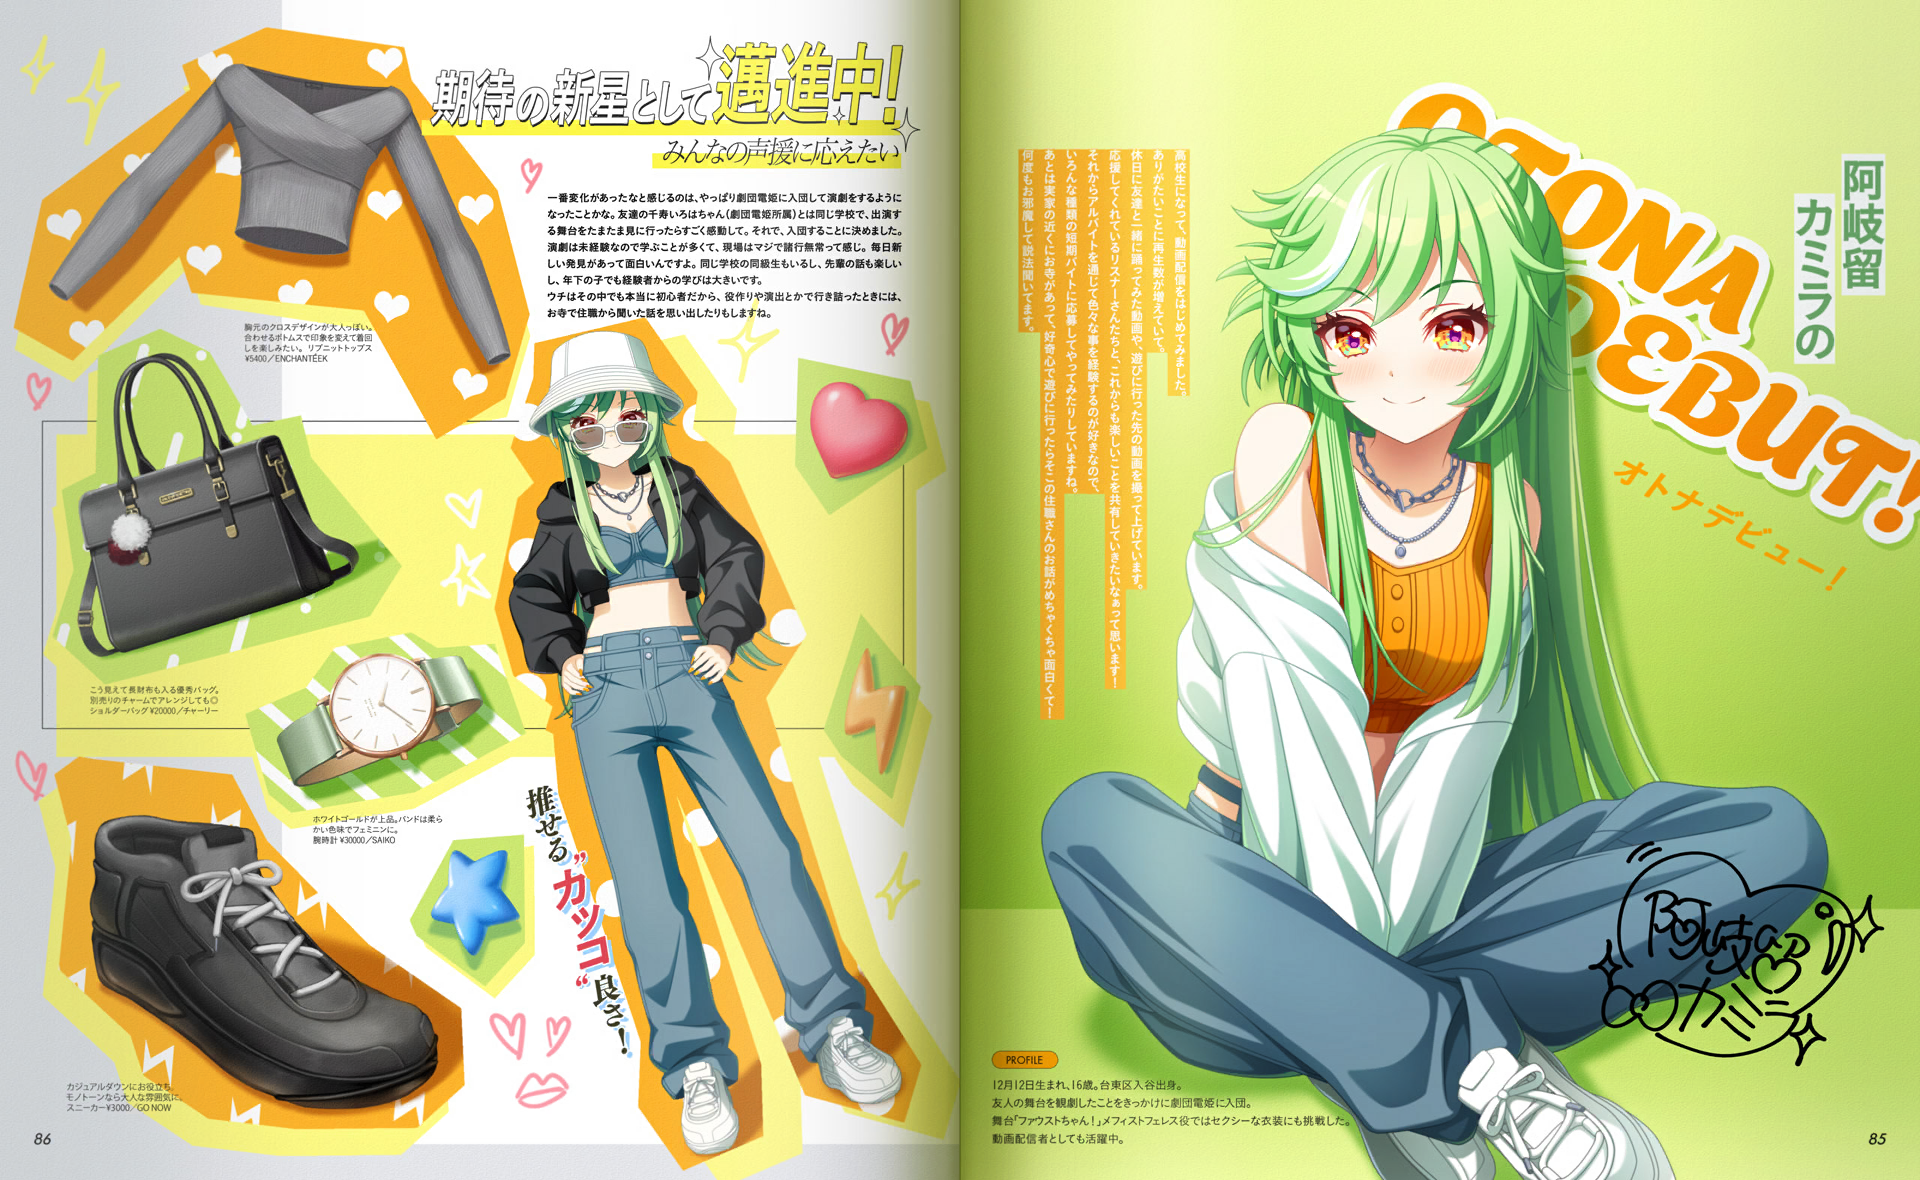 阿岐留
カミラの
OTONA
DEBUT!
オトナデビュー!
高校生になって、動画配信をはじめてみました。
ありがたいことに再生数が増えていて。
休日に友達と一緒に踊ってみた動画や、遊びに行った先の動画を撮って上げています。
応援してくれているリスナーさんたちと、これからも楽しいことを共有していきたいなぁって思います!
それからアルバイトを通じて色々な事を経験するのが好きなので、
いろんな種類の短期バイトに応募してやってみたりしていますね。
あとは実家の近くにお寺があって、好奇心で遊びに行ったらそこの住職さんのお話がめちゃくちゃ面白くて!
何度もお邪魔して説法聞いてます。
カミラ
PROFILE
12月12日生まれ、16歳。台東区入谷出身。
友人の舞台を観劇したことをきっかけに劇団電姫に入団。
舞台「ファウストちゃん!」メフィストフェレス役ではセクシーな衣装にも挑戦した。
動画配信者としても活躍中。
85
期待の新星として邁進中!
みんなの声援に応えたい
一番変化があったなと感じるのは、やっぱり劇団電姫に入団して演劇をするように
なったことかな。友達の千寿いろはちゃん(劇団電姫所属)とは同じ学校で、出演す
る舞台をたまたま見に行ったらすごく感動して。それで、入団することに決めました。
演劇は未経験なので学ぶことが多くて、現場はマジで諸行無常って感じ。毎日新
しい発見があって面白いんですよ。同じ学校の同級生もいるし、先輩の話も楽しい
し、年下の子でも経験者からの学びは大きいです。
ウチはその中でも本当に初心者だから、役作りや演出とかで行き詰ったときには、
お寺で住職から聞いた話を思い出したりもしますね。
胸元のクロスデザインが大人っぽい。
合わせるボトムスで印象を変えて着回
しを楽しみたい。リブニットトップス
¥5400/ENCHANTÉEK
こう見えて長財布も入る優秀バッグ。
別売りのチャームでアレンジしても◎
ショルダーバッグ¥20000/チャーリー
ホワイトゴールドが上品。バンドは柔ら
かい色味でフェミニンに。
腕時計 ¥30000/SAIKO
推せる"カッコ"良さ!
カジュアルダウンにお役立ち。
モノトーンなら大人な雰囲気に。
スニーカー¥3000/GO NOW
86